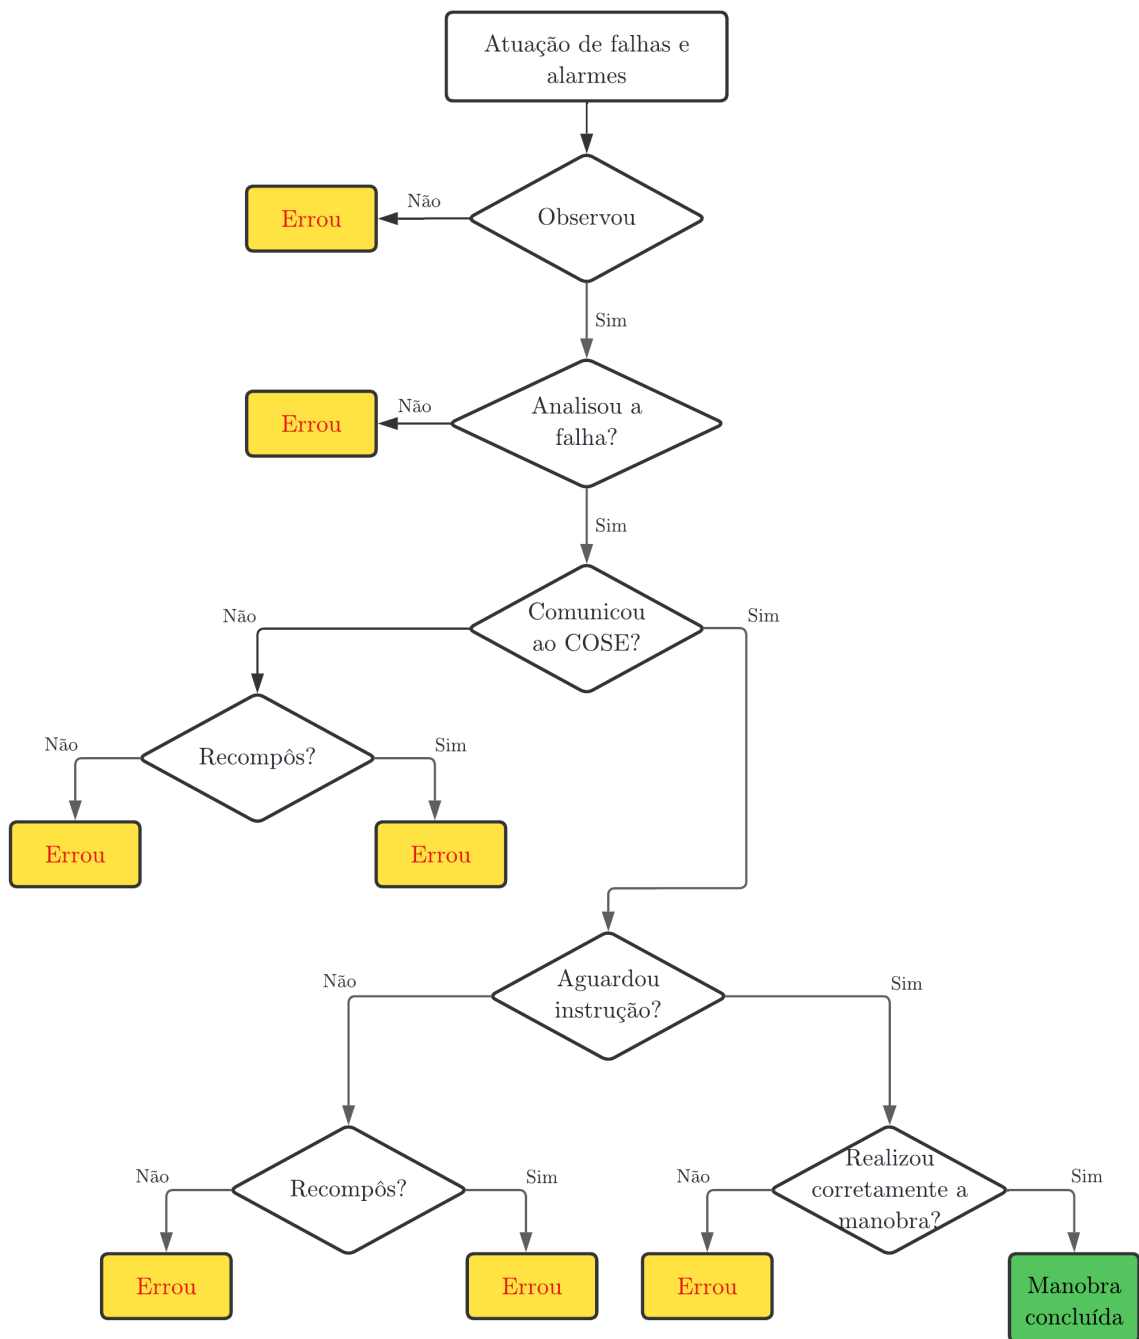 Atuação de falhas e
alarmes
Não
Errou
Observou
Sim
Não
Errou
Analisou a
falha?
Sim
Não
Comunicou
ao COSE?
Sim
Não
Recompôs?
Sim
Errou
Errou
Não
Aguardou
instrução?
Sim
Não
Recompôs?
Sim
Não
Realizou
corretamente a
manobra?
Sim
Errou
Errou
Errou
Manobra
concluída